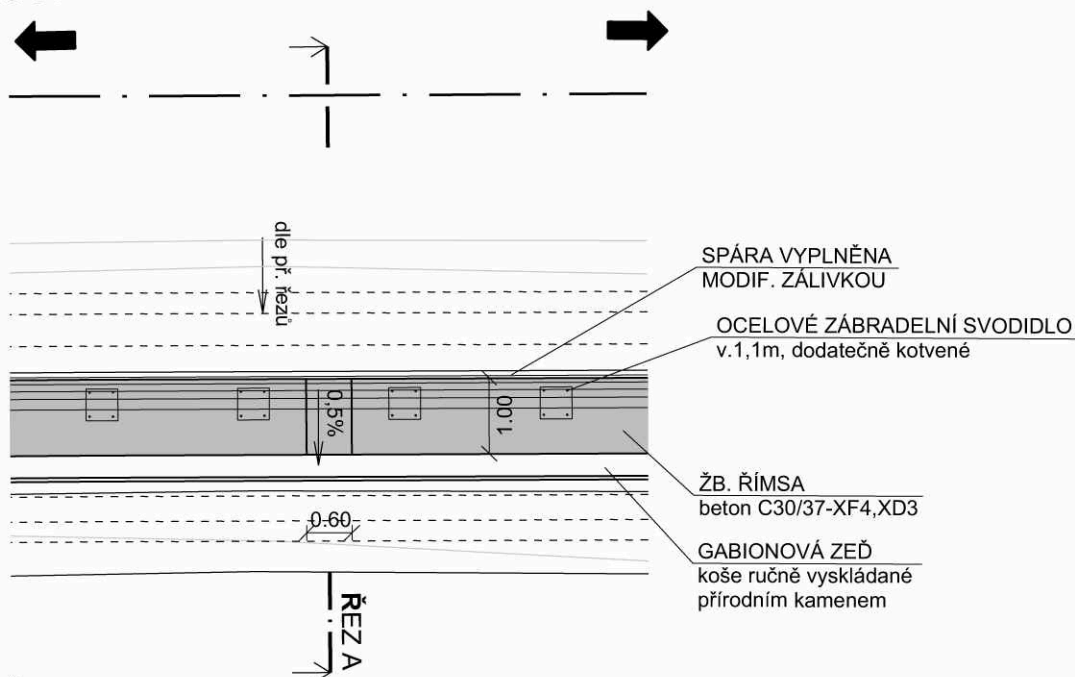 dle př. řezů
SPÁRA VYPLNĚNA
MODIF. ZÁLIVKOU
OCELOVÉ ZÁBRADELNÍ SVODIDLO
v.1,1m, dodatečně kotvené
0,5%
1.00
ŽB. ŘÍMSA
beton C30/37-XF4,XD3
0.60
GABIONOVÁ ZEĎ
koše ručně vyskládané
přírodním kamenem
ŘEZ A